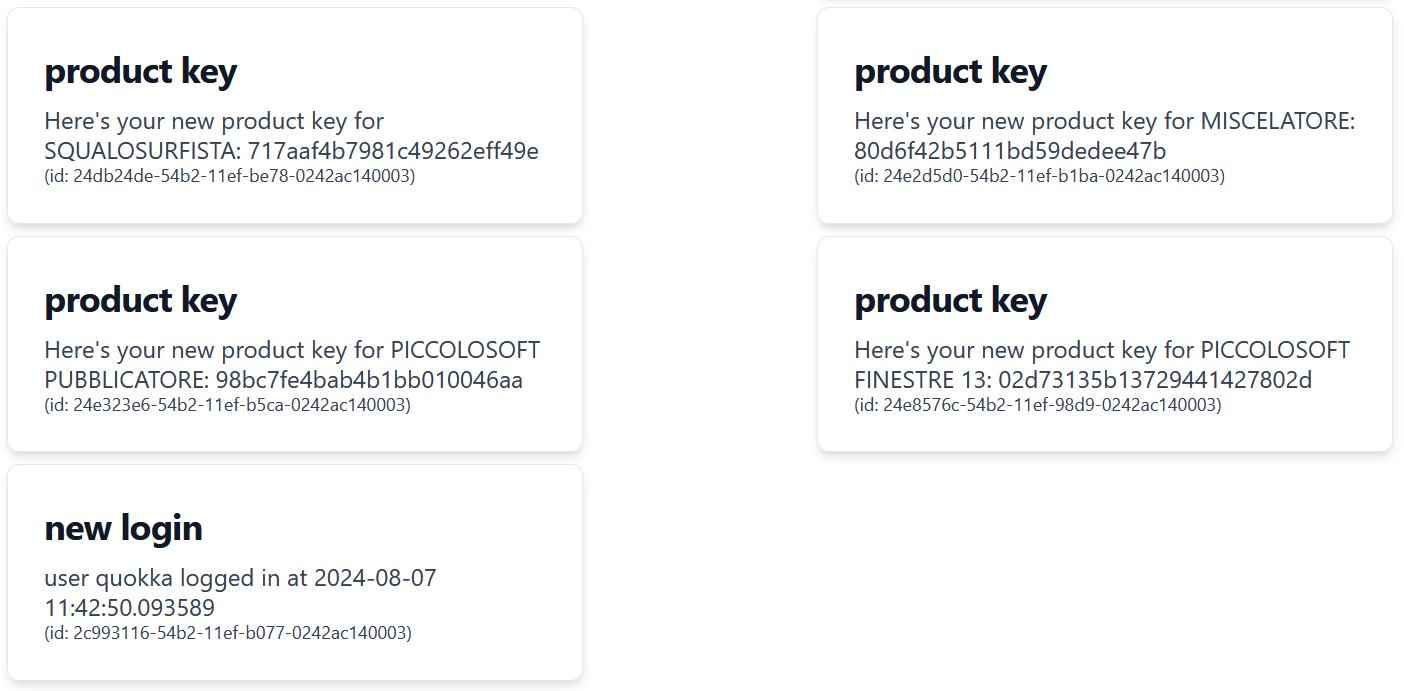 product key
Here's your new product key for
SQUALOSURFISTA: 717aaf4b7981c49262eff49e
(id: 24db24de-54b2-11ef-be78-0242ac140003)
product key
Here's your new product key for MISCELATORE:
80d6f42b5111bd59dedee47b
(id: 24e2d5d0-54b2-11ef-b1ba-0242ac140003)
product key
Here's your new product key for PICCOLOSOFT
PUBBLICATORE: 98bc7fe4bab4b1bb010046aa
(id: 24e323e6-54b2-11ef-b5ca-0242ac140003)
product key
Here's your new product key for PICCOLOSOFT
FINESTRE 13: 02d73135b13729441427802d
(id: 24e8576c-54b2-11ef-98d9-0242ac140003)
new login
user quokka logged in at 2024-08-07
11:42:50.093589
(id: 2c993116-54b2-11ef-b077-0242ac140003)